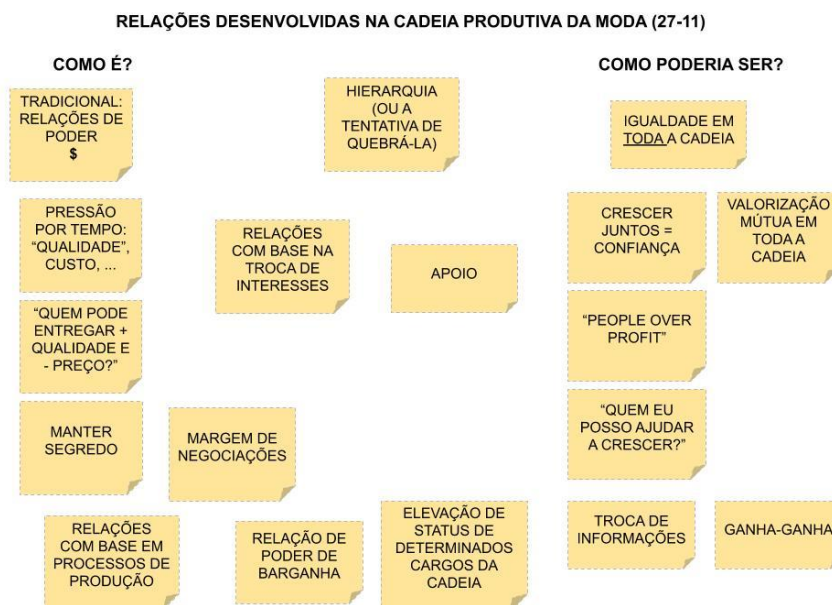 RELAÇÕES DESENVOLVIDAS NA CADEIA PRODUTIVA DA MODA (27-11)
COMO É?
COMO PODERIA SER?
TRADICIONAL:
RELAÇÕES DE
PODER
$
HIERARQUIA
(OU A
TENTATIVA DE
QUEBRÁ-LA)
IGUALDADE EM
TODA A CADEIA
PRESSÃO
POR TEMPO:
“QUALIDADE”,
CUSTO, ...
RELAÇÕES
COM BASE NA
TROCA DE
INTERESSES
APOIO
CRESCER
JUNTOS =
CONFIANÇA
VALORIZAÇÃO
MÚTUA EM
TODA A
CADEIA
“QUEM PODE
ENTREGAR +
QUALIDADE E
- PREÇO?”
“PEOPLE OVER
PROFIT”
MANTER
SEGREDO
MARGEM DE
NEGOCIAÇÕES
“QUEM EU
POSSO AJUDAR
A CRESCER?”
RELAÇÕES
COM BASE EM
PROCESSOS DE
PRODUÇÃO
RELAÇÃO DE
PODER DE
BARGANHA
ELEVAÇÃO DE
STATUS DE
DETERMINADOS
CARGOS DA
CADEIA
TROCA DE
INFORMAÇÕES
GANHA-GANHA